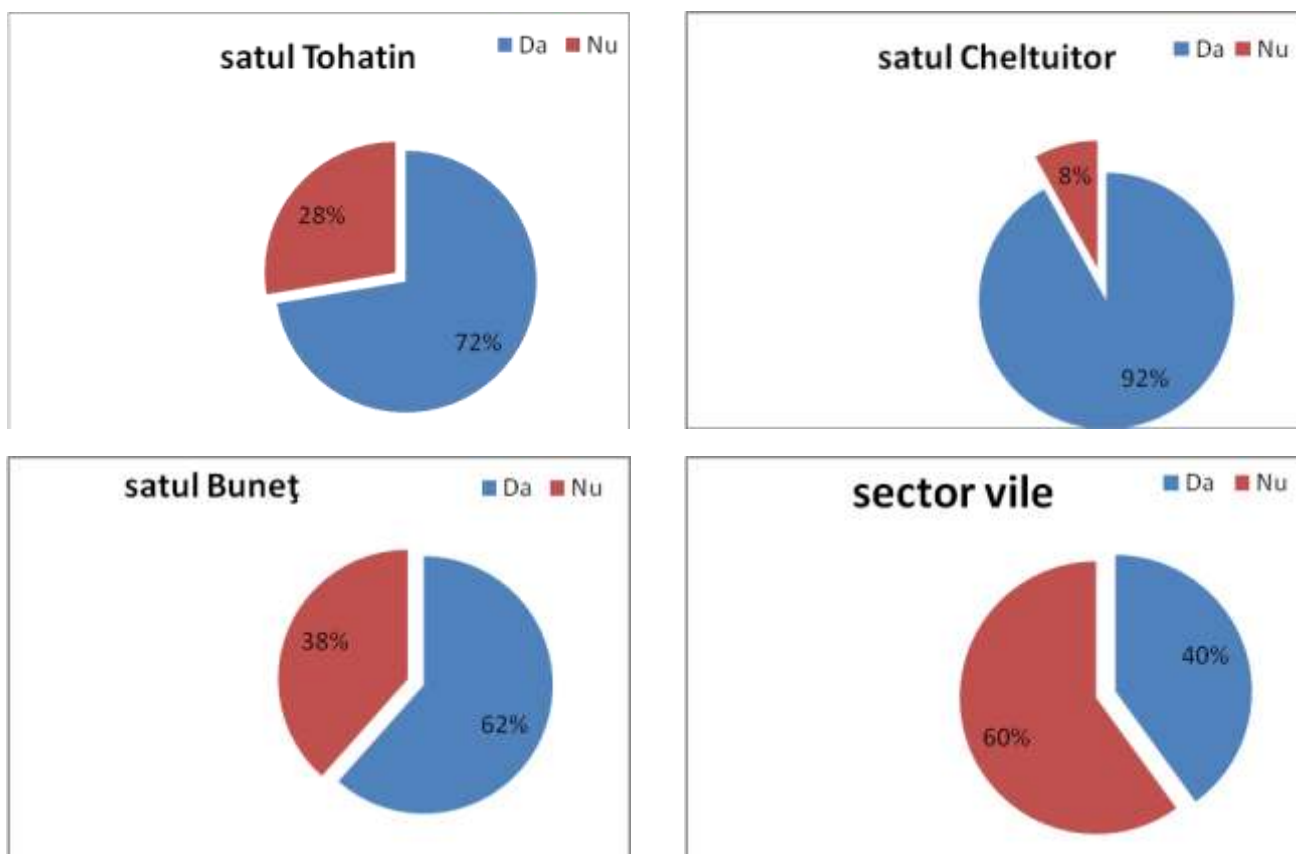 satul Tohatin
Da Nu
28%
72%
satul Cheltuitor
Da Nu
8%
92%
satul Buneţ
Da Nu
38%
62%
sector vile
Da Nu
40%
60%